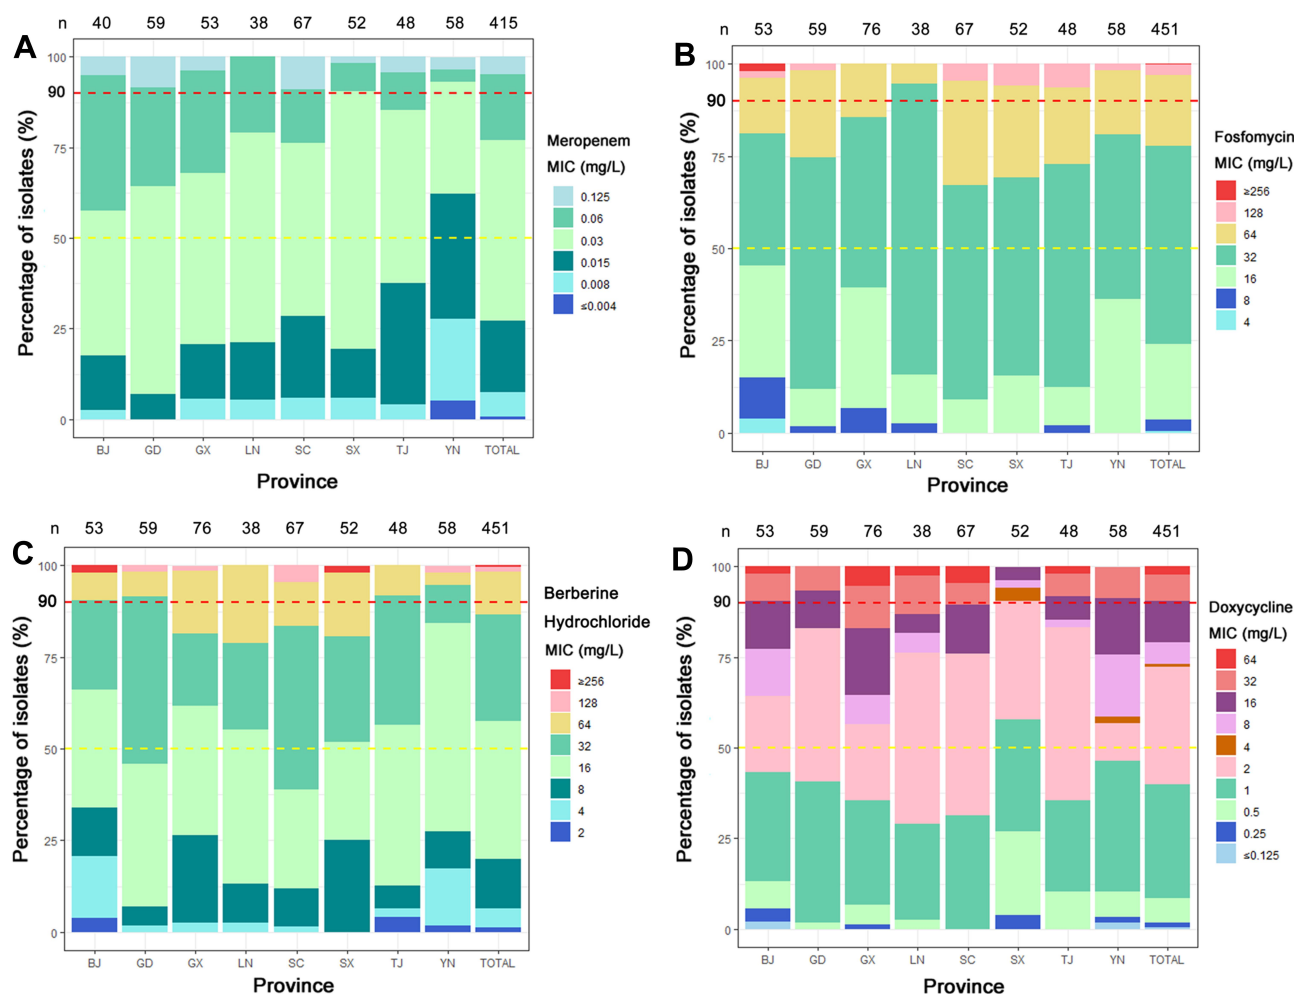 A
n 40 59 53 38 67 52 48 58 415
Percentage of isolates (%)
100
90
75
50
25
0
BJ GD GX LN SC SX TJ YN TOTAL
Province
Meropenem
MIC (mg/L)
0.125
0.06
0.03
0.015
0.008
≤0.004
B
n 53 59 76 38 67 52 48 58 451
Percentage of isolates (%)
100
90
75
50
25
0
BJ GD GX LN SC SX TJ YN TOTAL
Province
Fosfomycin
MIC (mg/L)
≥256
128
64
32
16
8
4
C
n 53 59 76 38 67 52 48 58 451
Percentage of isolates (%)
100
90
75
50
25
0
BJ GD GX LN SC SX TJ YN TOTAL
Province
Berberine
Hydrochloride
MIC (mg/L)
≥256
128
64
32
16
8
4
2
D
n 53 59 76 38 67 52 48 58 451
Percentage of isolates (%)
100
90
75
50
25
0
BJ GD GX LN SC SX TJ YN TOTAL
Province
Doxycycline
MIC (mg/L)
64
32
16
8
4
2
1
0.5
0.25
≤0.125